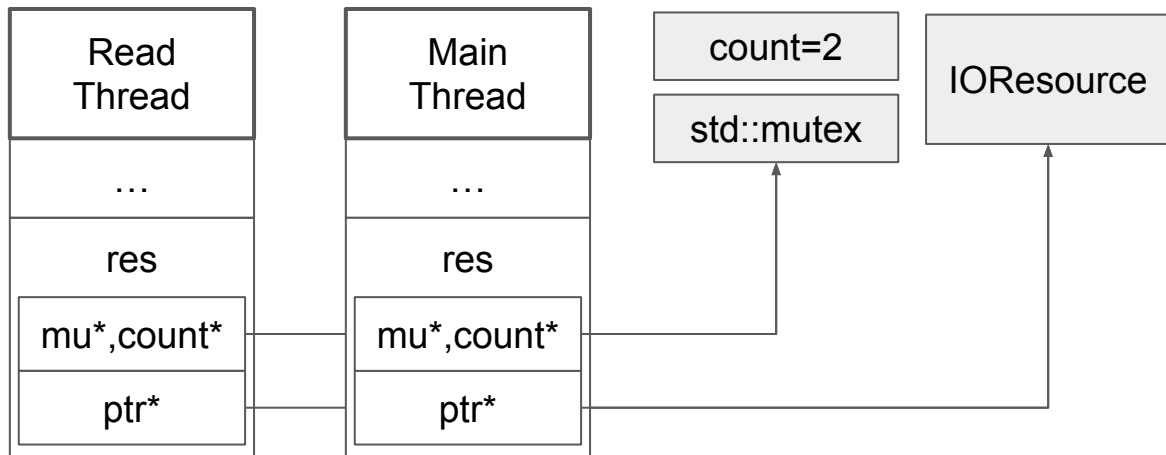 Read
Thread
…
res
mu*,count*
ptr*
Main
Thread
…
res
mu*,count*
ptr*
count=2
std::mutex
IOResource